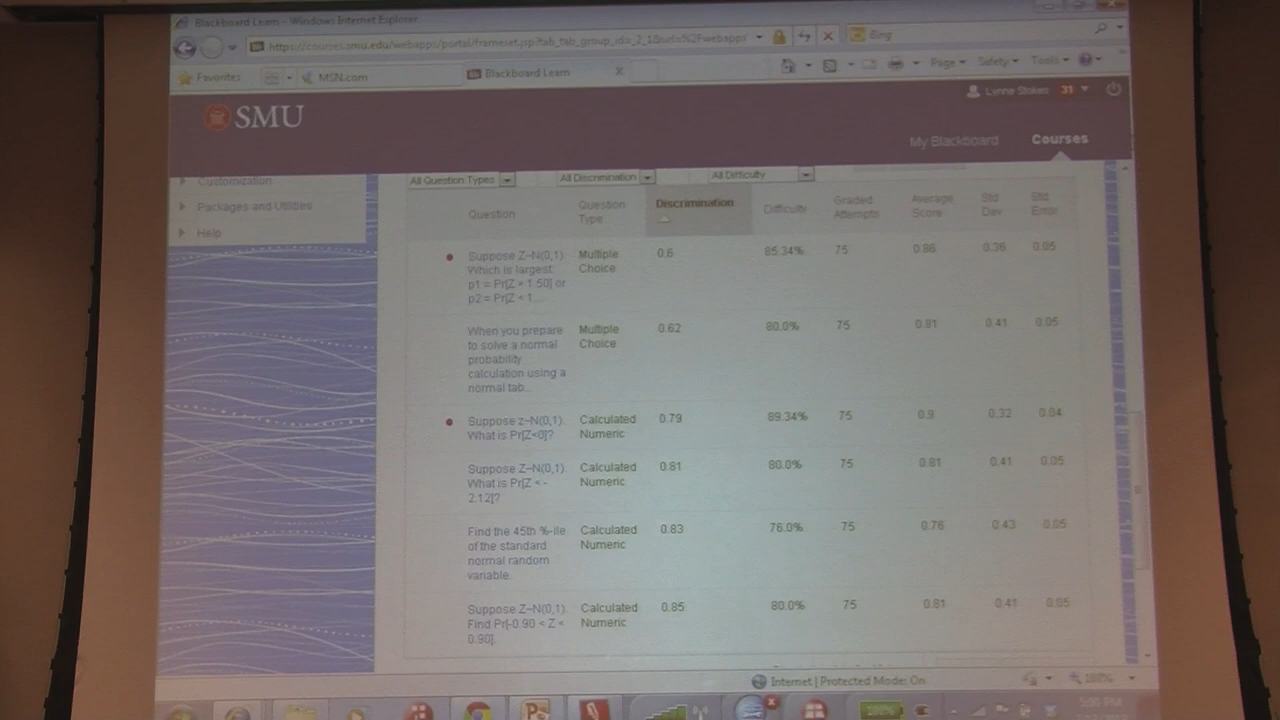 Blackboard Learn - Windows Internet Explorer
https://courses.smu.edu/webapps/portal/frameset.jsp?tab_tab_group_id=_2_1&url=%2Fwebapps
Bing
Favorites
MSN.com
Blackboard Learn
Page
Safety
Tools
SMU
Lynne Stokes 31
My Blackboard Courses
Customization
Packages and Utilities
Help
All Question Types All Discrimination All Difficulty
Question Question Type Discrimination Difficulty Graded Attempts Average Score Std Dev Std Error
Suppose Z~N(0,1). Multiple 0.6 85.34% 75 0.86 0.36 0.05
Which is largest: Choice
p1 = Pr[Z > 1.50] or
p2 = Pr[Z < 1...
When you prepare Multiple 0.62 80.0% 75 0.81 0.41 0.05
to solve a normal Choice
probability
calculation using a
normal tab...
Suppose z~N(0,1). Calculated 0.79 89.34% 75 0.9 0.32 0.04
What is Pr[Z<0]? Numeric
Suppose Z~N(0,1). Calculated 0.81 80.0% 75 0.81 0.41 0.05
What is Pr[Z < - Numeric
2.12]?
Find the 45th %-ile Calculated 0.83 76.0% 75 0.76 0.43 0.05
of the standard Numeric
normal random
variable.
Suppose Z~N(0,1). Calculated 0.85 80.0% 75 0.81 0.41 0.05
Find Pr[-0.90 < Z < Numeric
0.90].
Internet | Protected Mode: On
100%
100%
5:00 PM